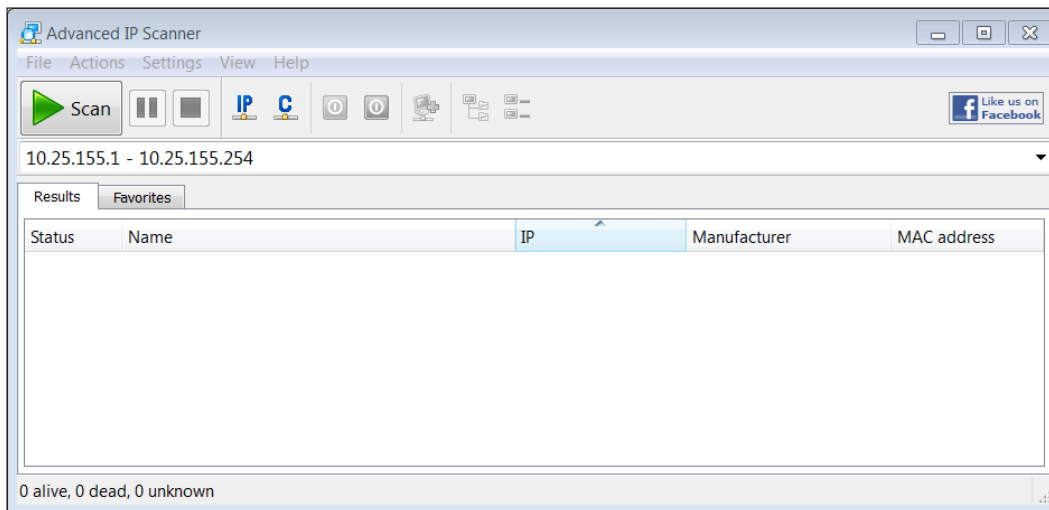 Advanced IP Scanner
File Actions Settings View Help
Scan
IP
C
Like us on
Facebook
10.25.155.1 - 10.25.155.254
Results Favorites
Status Name IP Manufacturer MAC address
0 alive, 0 dead, 0 unknown